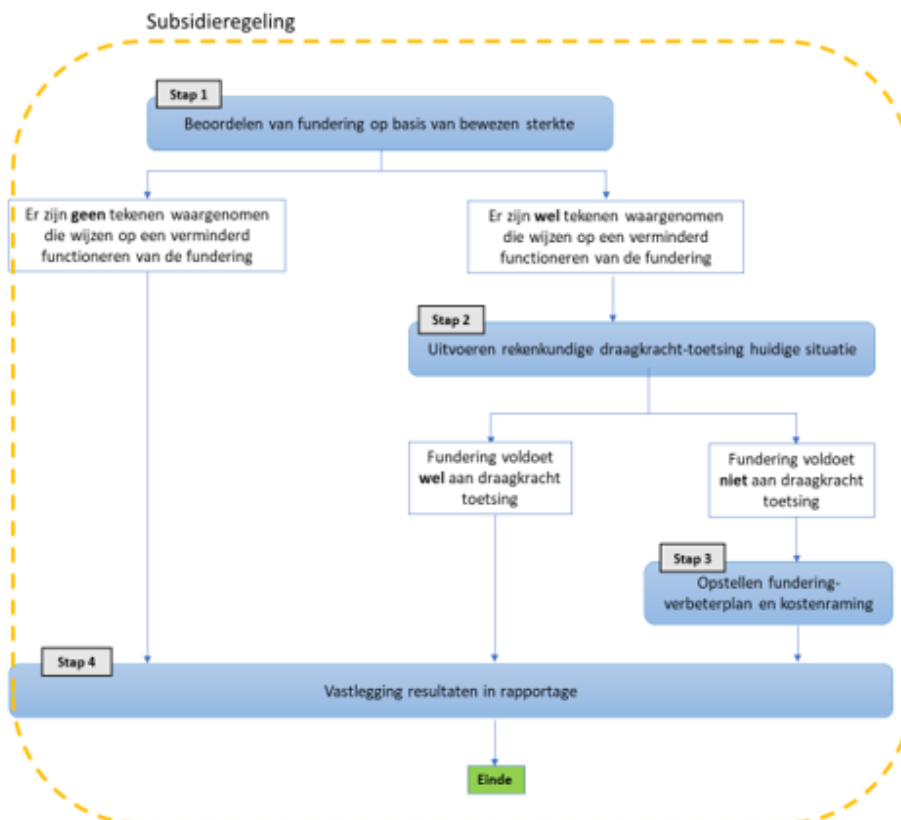 Subsidieregeling
Stap 1
Beoordelen van fundering op basis van bewezen sterkte
Er zijn geen tekenen waargenomen
die wijzen op een verminderd
functioneren van de fundering
Er zijn wel tekenen waargenomen
die wijzen op een verminderd
functioneren van de fundering
Stap 2
Uitvoeren rekenkundige draagkracht-toetsing huidige situatie
Fundering voldoet
wel aan draagkracht
toetsing
Fundering voldoet
niet aan draagkracht
toetsing
Stap 3
Opstellen fundering-
verbeterplan en kostenraming
Stap 4
Vastlegging resultaten in rapportage
Einde